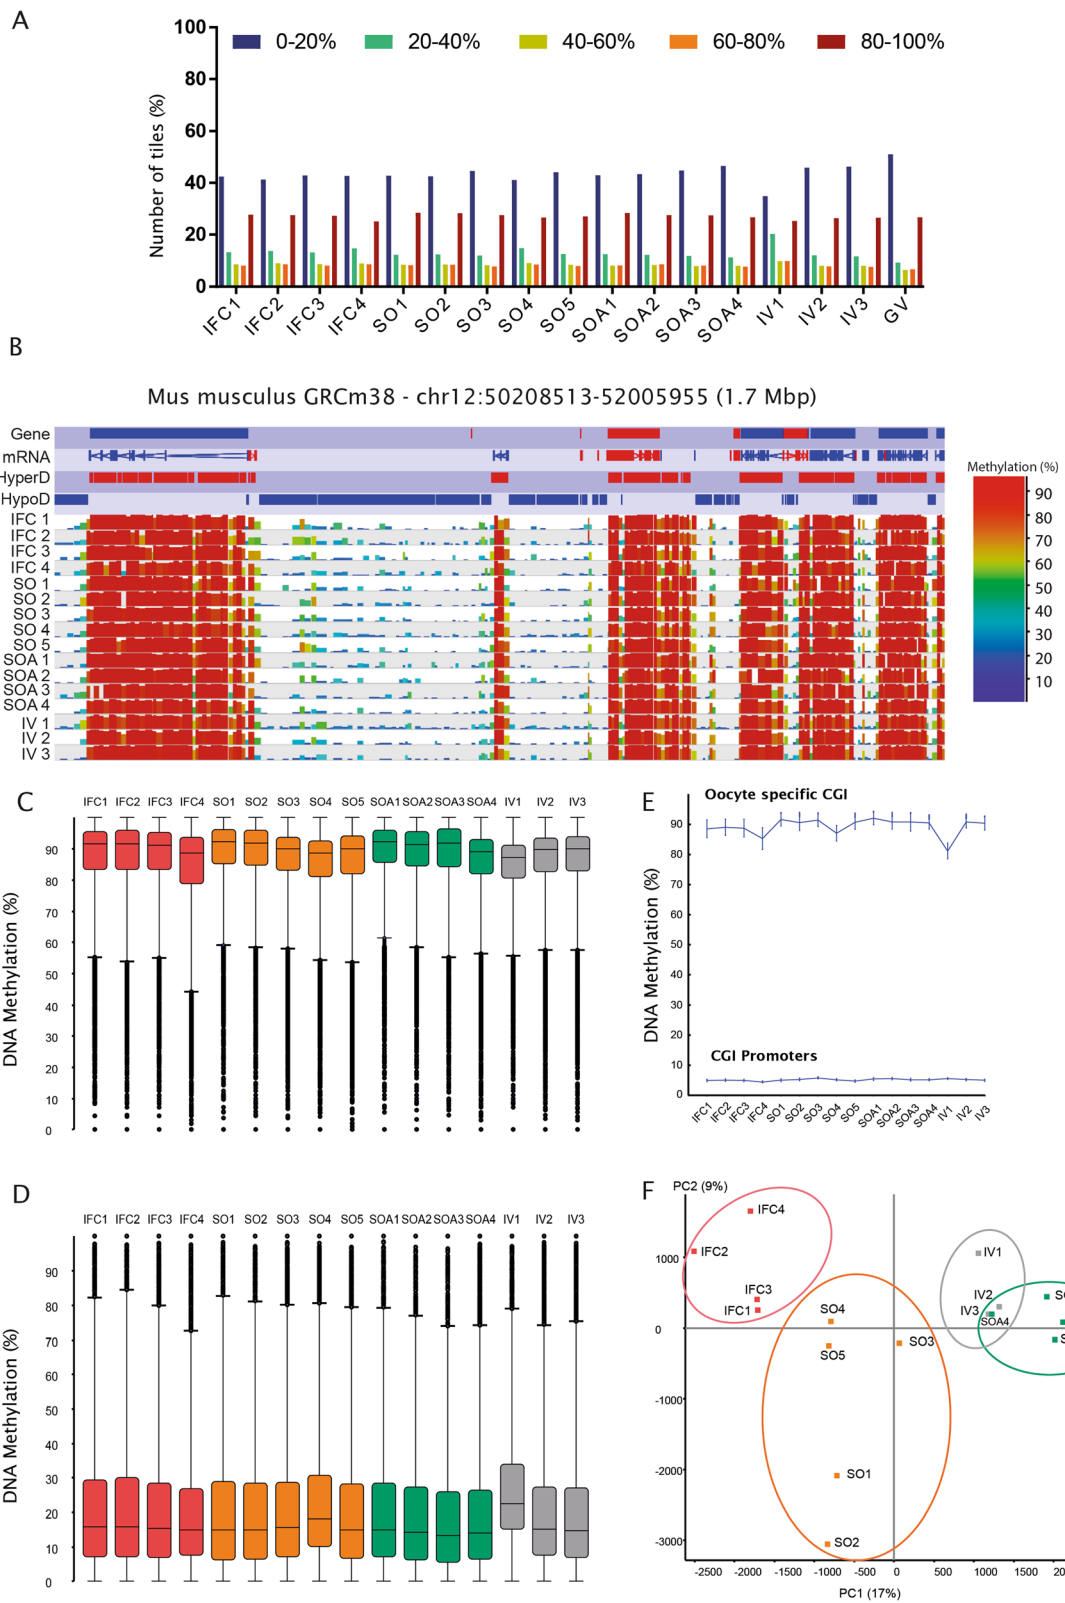 A
100
0-20%
20-40%
40-60%
60-80%
80-100%
80
60
40
20
0
Number of tiles (%)
IFC1
IFC2
IFC3
IFC4
SO1
SO2
SO3
SO4
SO5
SOA1
SOA2
SOA3
SOA4
IV1
IV2
IV3
GV
B
Mus musculus GRCm38 - chr12:50208513-52005955 (1.7 Mbp)
Gene
mRNA
HyperD
HypoD
IFC 1
IFC 2
IFC 3
IFC 4
SO 1
SO 2
SO 3
SO 4
SO 5
SOA 1
SOA 2
SOA 3
SOA 4
IV 1
IV 2
IV 3
Methylation (%)
90
80
70
60
50
40
30
20
10
C
IFC1 IFC2 IFC3 IFC4 SO1 SO2 SO3 SO4 SO5 SOA1 SOA2 SOA3 SOA4 IV1 IV2 IV3
90
80
70
60
50
40
30
20
10
0
DNA Methylation (%)
E
Oocyte specific CGI
90
80
70
60
50
40
30
20
10
0
DNA Methylation (%)
CGI Promoters
IFC1
IFC2
IFC3
IFC4
SO1
SO2
SO3
SO4
SO5
SOA1
SOA2
SOA3
SOA4
IV1
IV2
IV3
D
IFC1 IFC2 IFC3 IFC4 SO1 SO2 SO3 SO4 SO5 SOA1 SOA2 SOA3 SOA4 IV1 IV2 IV3
90
80
70
60
50
40
30
20
10
0
DNA Methylation (%)
F
PC2 (9%)
1000
0
-1000
-2000
-3000
IFC4
IFC2
IFC3
IFC1
SO4
SO5
SO3
SO1
SO2
IV1
IV2
IV3
SOA4
-2500 -2000 -1500 -1000 -500 0 500 1000 1500
PC1 (17%)